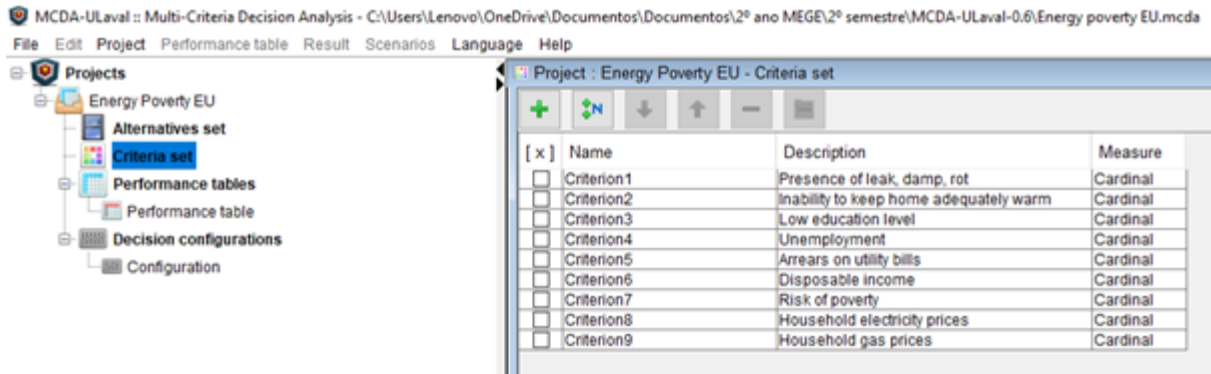 MCDA-ULaval :: Multi-Criteria Decision Analysis - C:\Users\Lenovo\OneDrive\Documentos\Documentos\2º ano MEGE\2º semestre\MCDA-ULaval-0.6\Energy poverty EU.mcda
File Edit Project Performance table Result Scenarios Language Help
Projects
Energy Poverty EU
Alternatives set
Criteria set
Performance tables
Performance table
Decision configurations
Configuration
Project : Energy Poverty EU - Criteria set
N
[ x ] Name Description Measure
Criterion1 Presence of leak, damp, rot Cardinal
Criterion2 Inability to keep home adequately warm Cardinal
Criterion3 Low education level Cardinal
Criterion4 Unemployment Cardinal
Criterion5 Arrears on utility bills Cardinal
Criterion6 Disposable income Cardinal
Criterion7 Risk of poverty Cardinal
Criterion8 Household electricity prices Cardinal
Criterion9 Household gas prices Cardinal